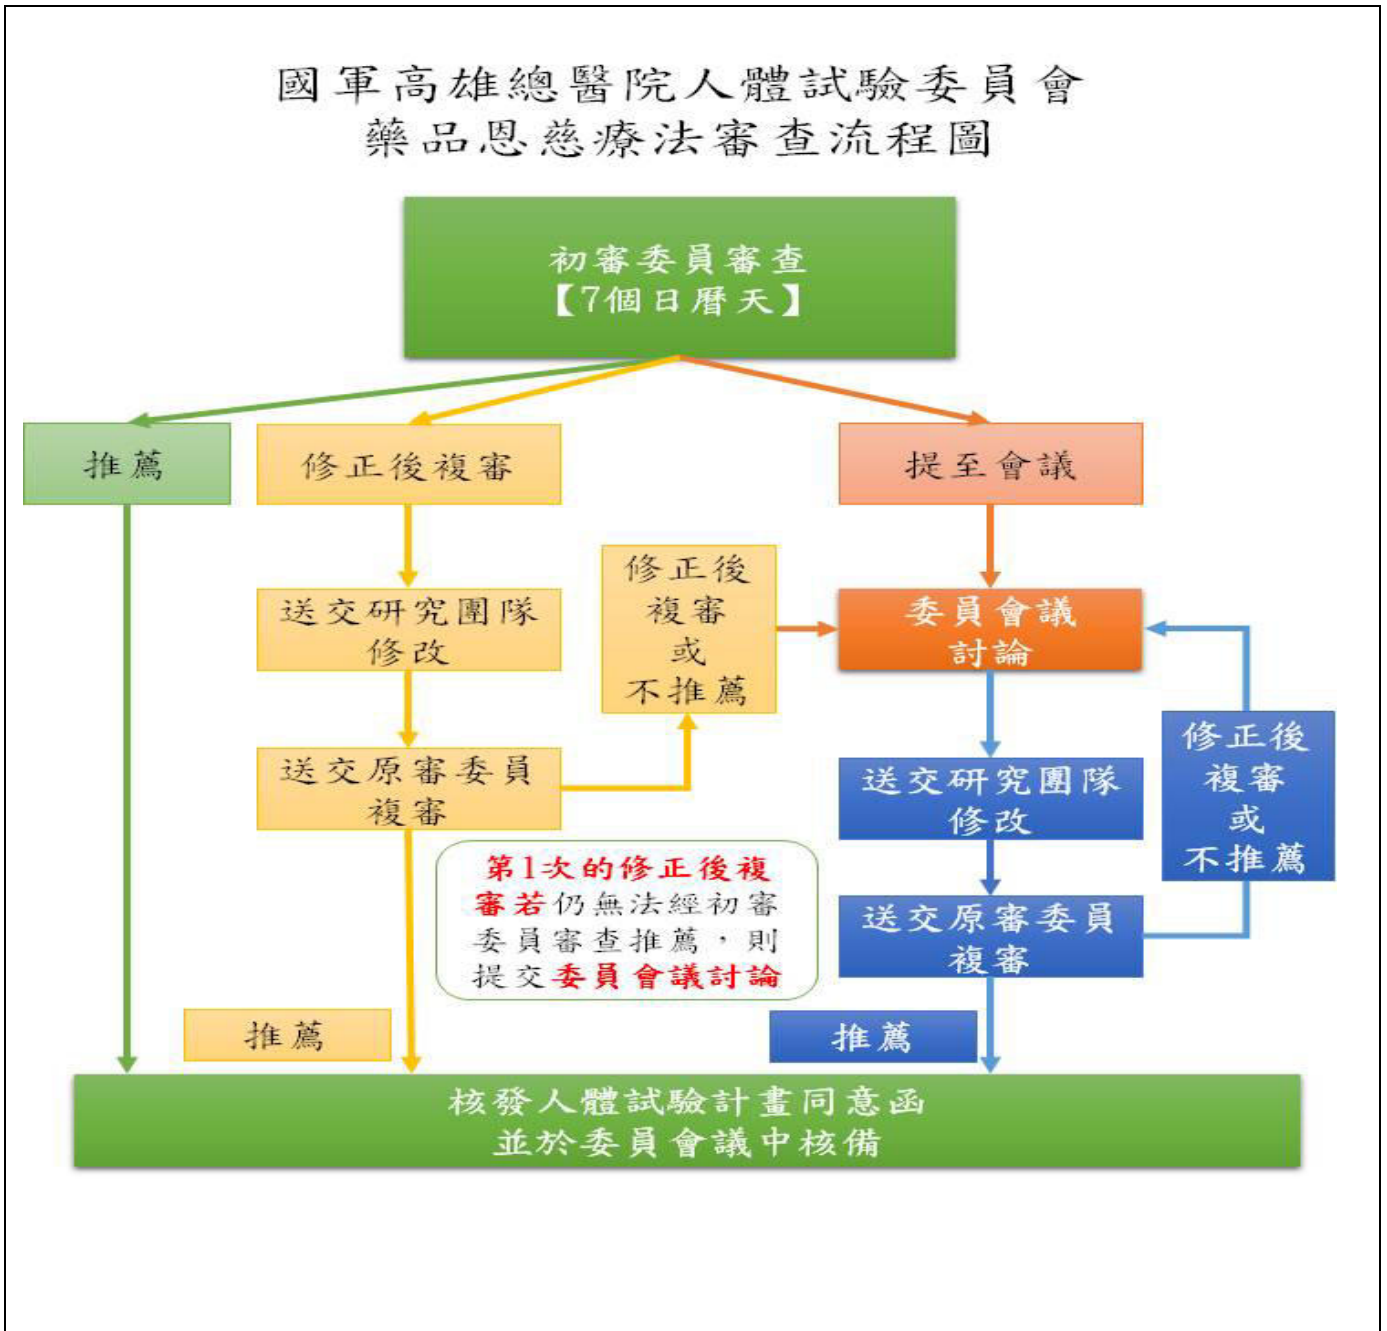 國軍高雄總醫院人體試驗委員會
藥品恩慈療法審查流程圖
初審委員審查
【7個日曆天】
推薦
修正後複審
提至會議
送交研究團隊
修改
修正後
複審
或
不推薦
委員會議
討論
送交原審委員
複審
送交研究團隊
修改
修正後
複審
或
不推薦
第1次的修正後複
審若仍無法經初審
委員審查推薦，則
提交委員會議討論
送交原審委員
複審
推薦
推薦
核發人體試驗計畫同意函
並於委員會議中核備